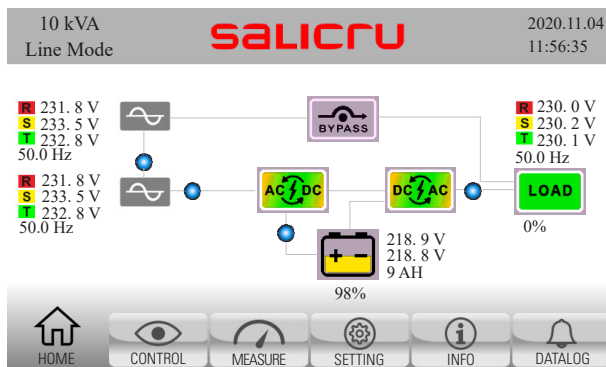 10 kVA
Line Mode
SALICRU
2020.11.04
11:56:35
R 231. 8 V
S 233. 5 V
T 232. 8 V
50.0 Hz
BYPASS
R 230. 0 V
S 230. 2 V
T 230. 1 V
50.0 Hz
R 231. 8 V
S 233. 5 V
T 232. 8 V
50.0 Hz
AC DC
DC AC
LOAD
0%
+ −
218. 9 V
218. 8 V
9 AH
98%
HOME
CONTROL
MEASURE
SETTING
INFO
DATALOG